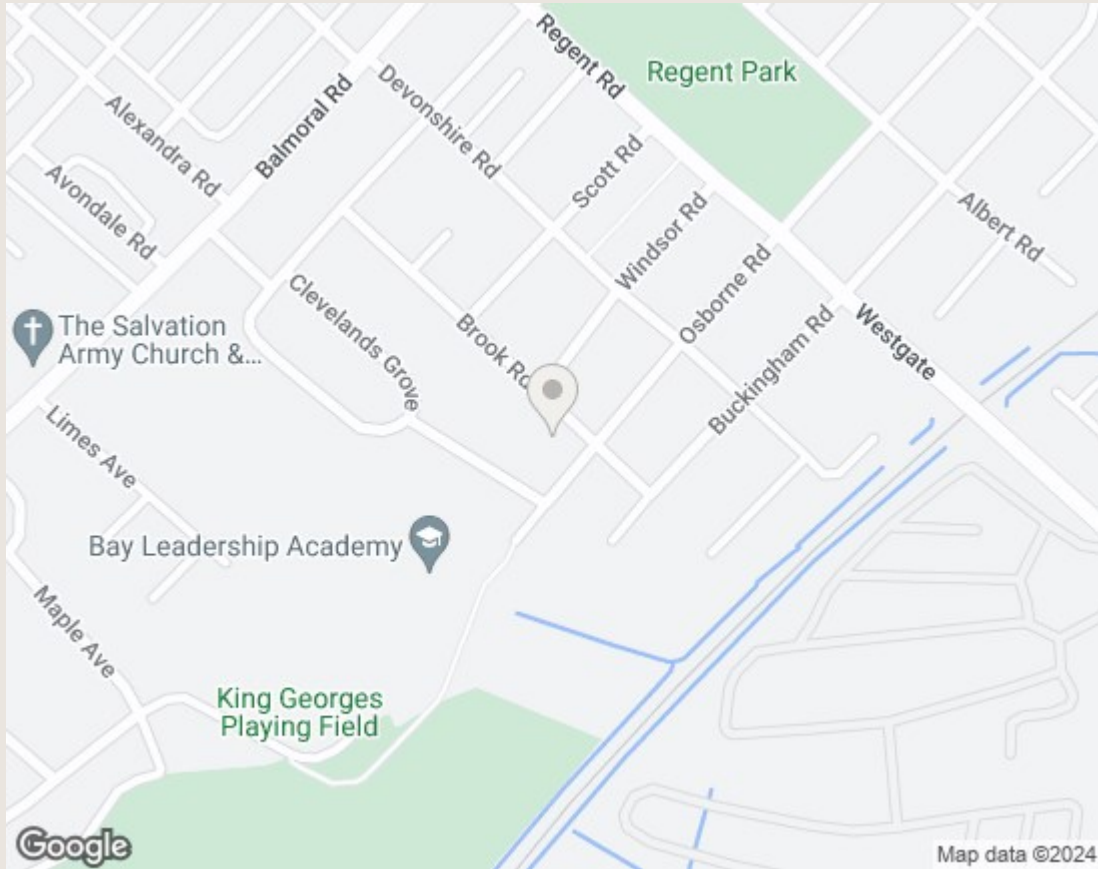 Regent Rd
Regent Park
Devonshire Rd
Balmoral Rd
Alexandra Rd
Avondale Rd
Scott Rd
Albert Rd
Windsor Rd
Osborne Rd
Clevelands Grove
The Salvation
Army Church &...
Brook Rd
Buckingham Rd
Westgate
Limes Ave
Bay Leadership Academy
Maple Ave
King Georges
Playing Field
Google
Map data ©2024